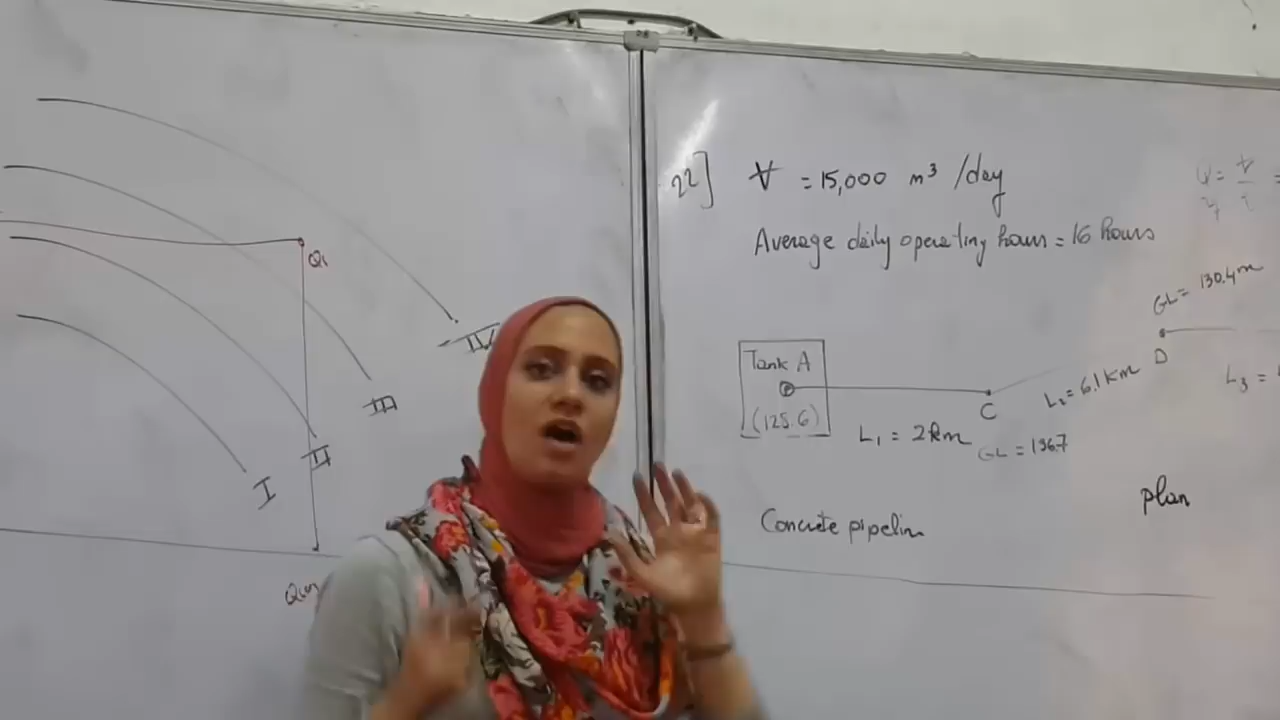 Q1
IV
III
II
I
22] V = 15,000 m³ /day
Average daily operating hours = 16 hours
GL = 130.4m
D
Tank A
P
(125.6)
C
L₁ = 2 km
L₂ = 6.1 km
L₃ =
GL = 136.7
plan
Concrete pipelin